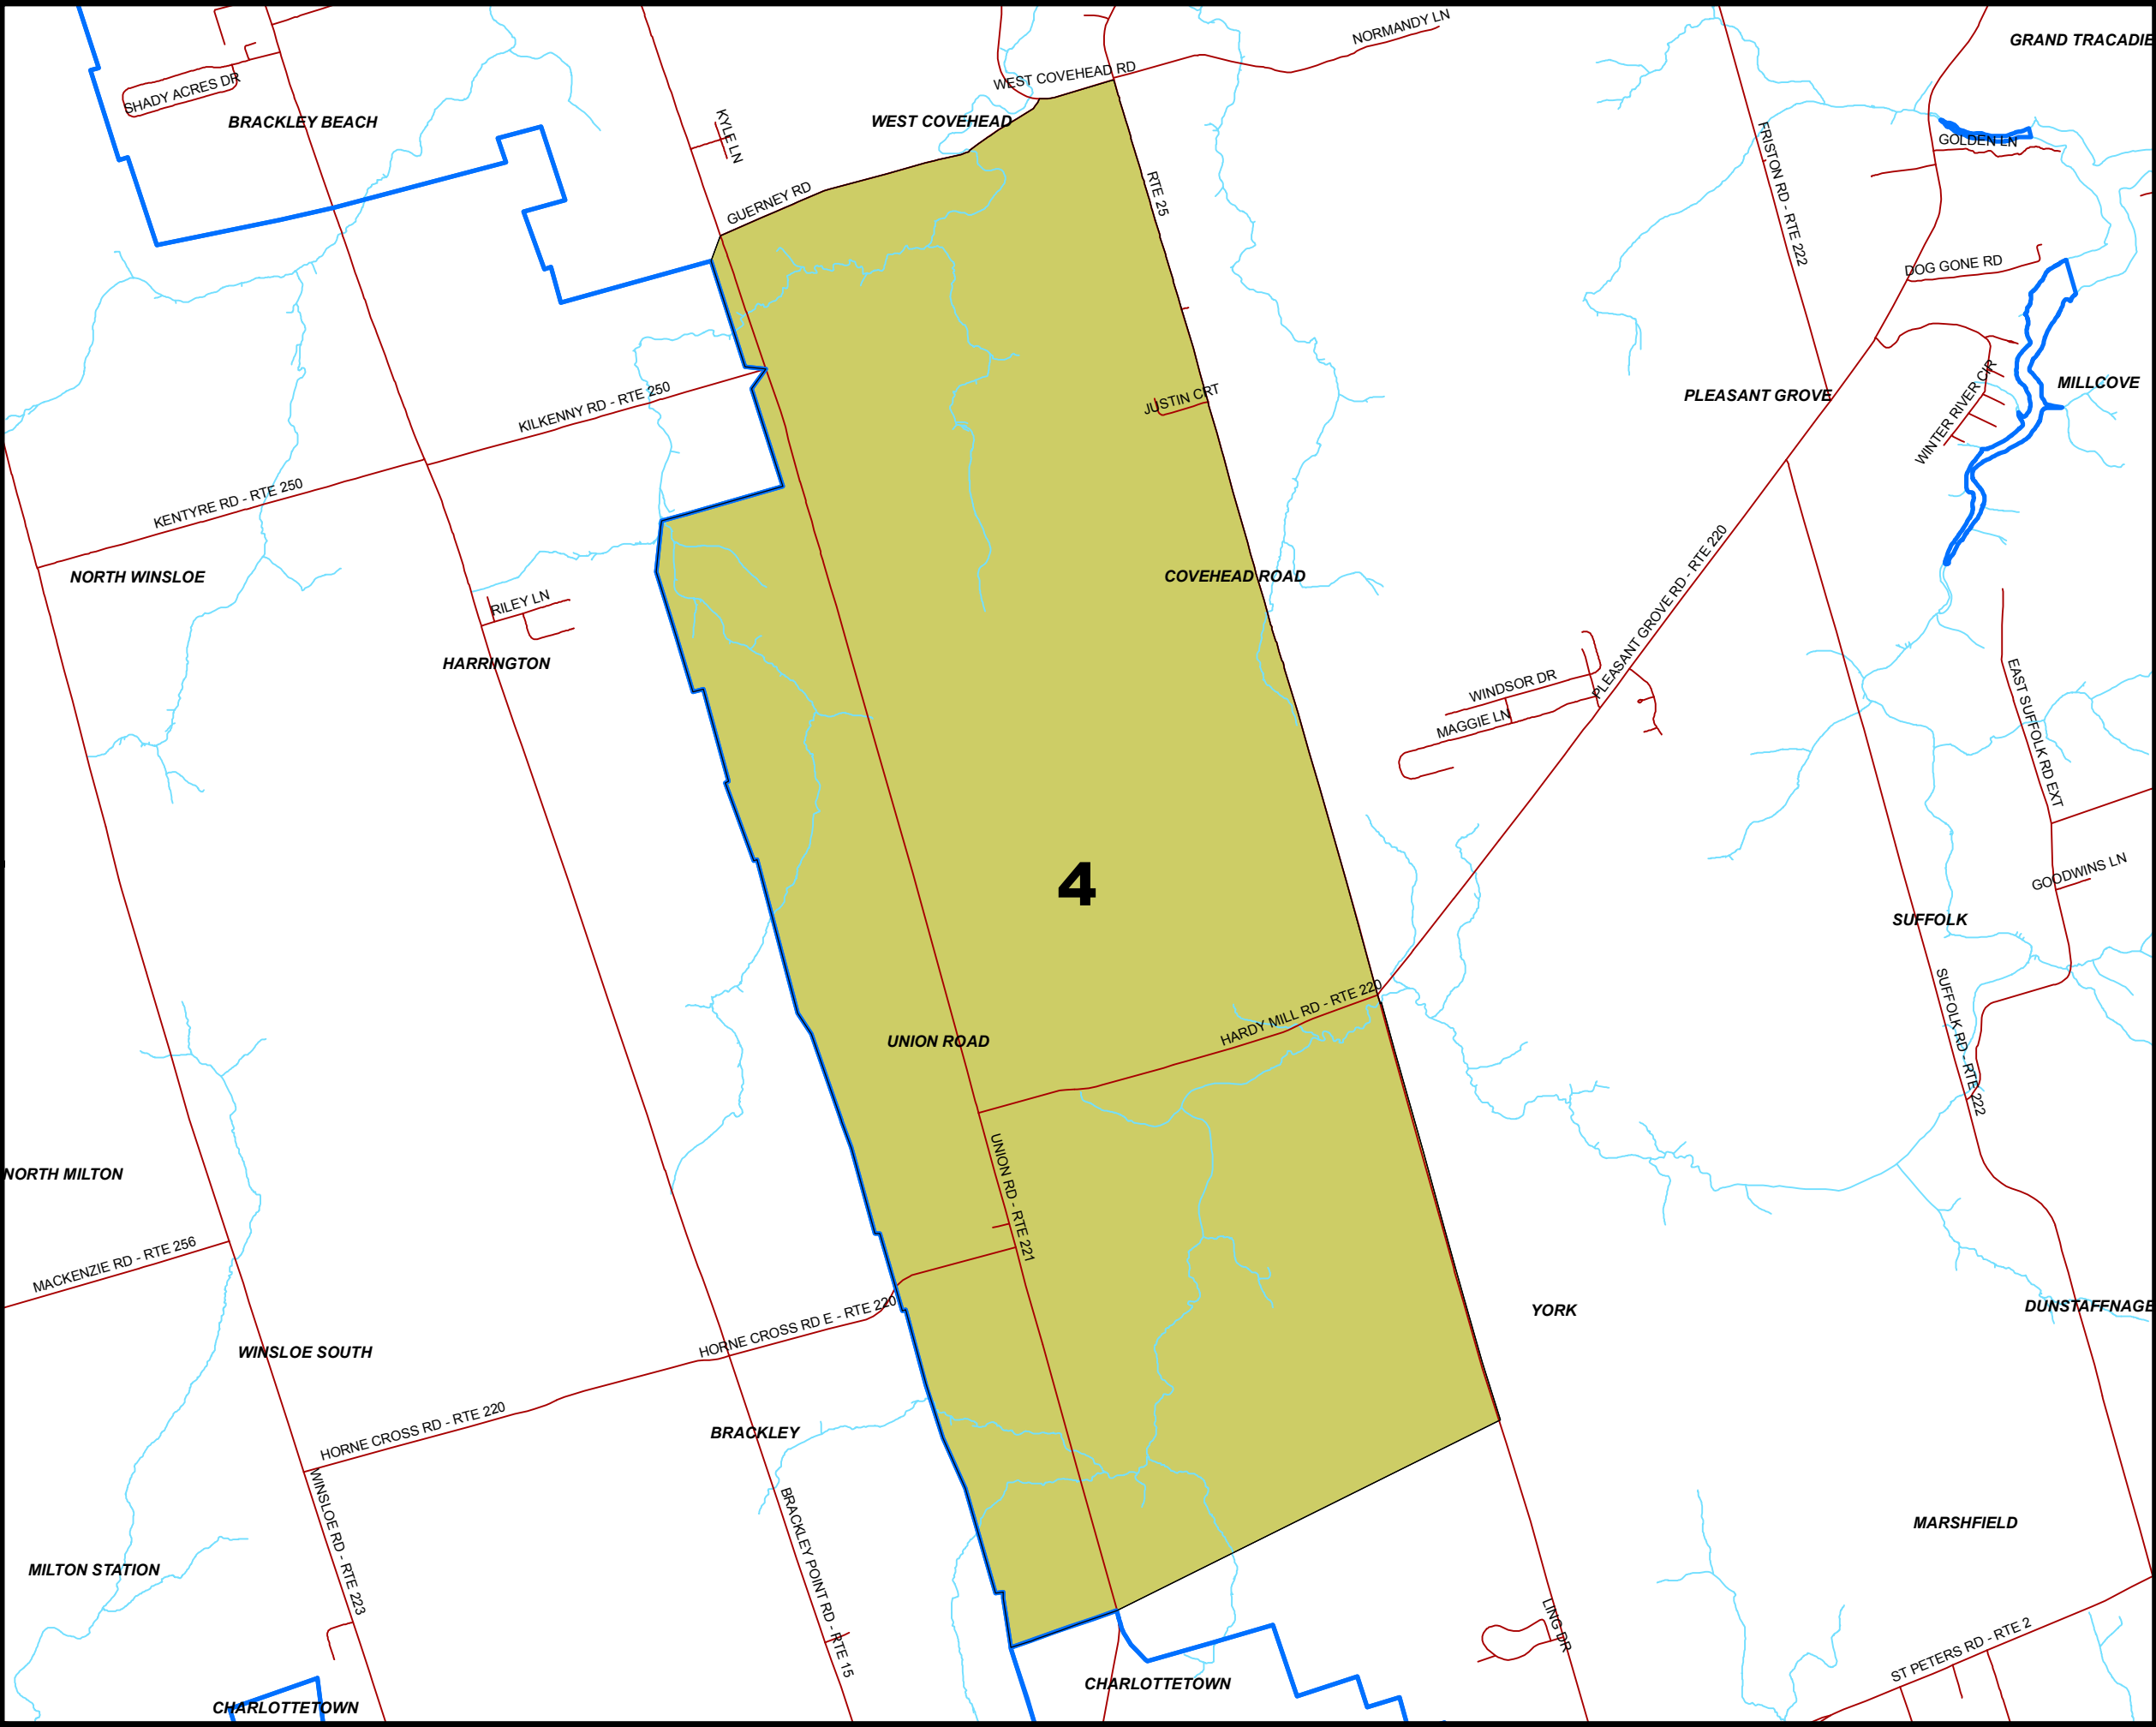 NORMANDY LN
GRAND TRACADIE
WEST COVEHEAD RD
SHADY ACRES DR
BRACKLEY BEACH
WEST COVEHEAD
KYLE LN
FRISTON RD - RTE 222
GOLDEN LN
GUERNEY RD
RTE 25
DOG GONE RD
KILKENNY RD - RTE 250
JUSTIN CRT
PLEASANT GROVE
MILLCOVE
WINTER RIVER CIR
KENTYRE RD - RTE 250
NORTH WINSLOE
COVEHEAD ROAD
PLEASANT GROVE RD - RTE 220
RILEY LN
HARRINGTON
WINDSOR DR
MAGGIE LN
EAST SUFFOLK RD EXT
4
GOODWINS LN
SUFFOLK
HARDY MILL RD - RTE 220
UNION ROAD
SUFFOLK RD - RTE 222
NORTH MILTON
UNION RD - RTE 221
MACKENZIE RD - RTE 256
HORNE CROSS RD E - RTE 220
YORK
DUNSTAFFNAGE
WINSLOE SOUTH
HORNE CROSS RD - RTE 220
BRACKLEY
WINSLOE RD - RTE 223
BRACKLEY POINT RD - RTE 15
MARSHFIELD
MILTON STATION
LING DR
ST PETERS RD - RTE 2
CHARLOTTETOWN
CHARLOTTETOWN